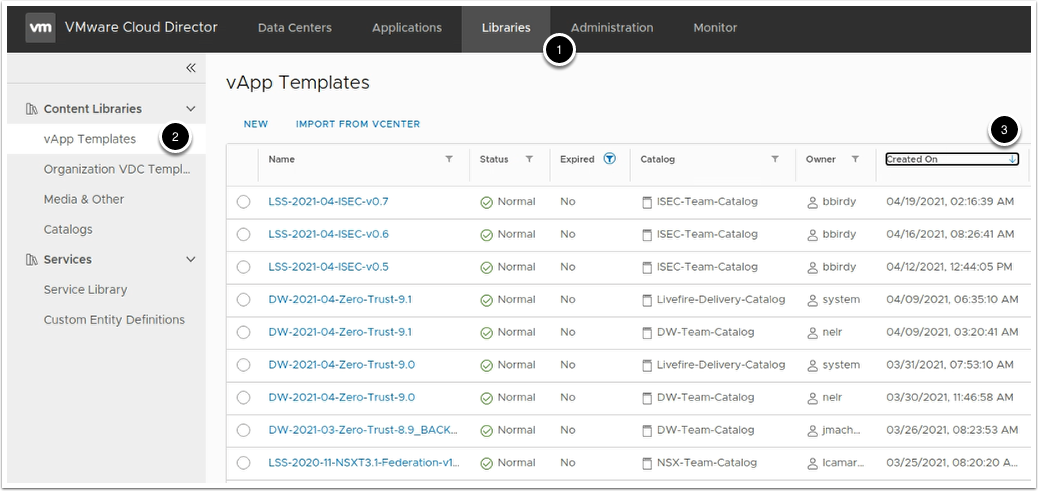 vm VMware Cloud Director Data Centers Applications Libraries Administration Monitor
1
Content Libraries
vApp Templates
2
Organization VDC Templ...
Media & Other
Catalogs
Services
Service Library
Custom Entity Definitions
vApp Templates
NEW IMPORT FROM VCENTER
3
Name Status Expired Catalog Owner Created On
LSS-2021-04-ISEC-v0.7 Normal No ISEC-Team-Catalog bbirdy 04/19/2021, 02:16:39 AM
LSS-2021-04-ISEC-v0.6 Normal No ISEC-Team-Catalog bbirdy 04/16/2021, 08:26:41 AM
LSS-2021-04-ISEC-v0.5 Normal No ISEC-Team-Catalog bbirdy 04/12/2021, 12:44:05 PM
DW-2021-04-Zero-Trust-9.1 Normal No Livefire-Delivery-Catalog system 04/09/2021, 06:35:10 AM
DW-2021-04-Zero-Trust-9.1 Normal No DW-Team-Catalog nelr 04/09/2021, 03:20:41 AM
DW-2021-04-Zero-Trust-9.0 Normal No Livefire-Delivery-Catalog system 03/31/2021, 07:53:10 AM
DW-2021-04-Zero-Trust-9.0 Normal No DW-Team-Catalog nelr 03/30/2021, 11:46:58 AM
DW-2021-03-Zero-Trust-8.9_BACK... Normal No DW-Team-Catalog jmach... 03/26/2021, 08:23:53 AM
LSS-2020-11-NSXT3.1-Federation-v1... Normal No NSX-Team-Catalog lcamar... 03/25/2021, 08:20:20 A...